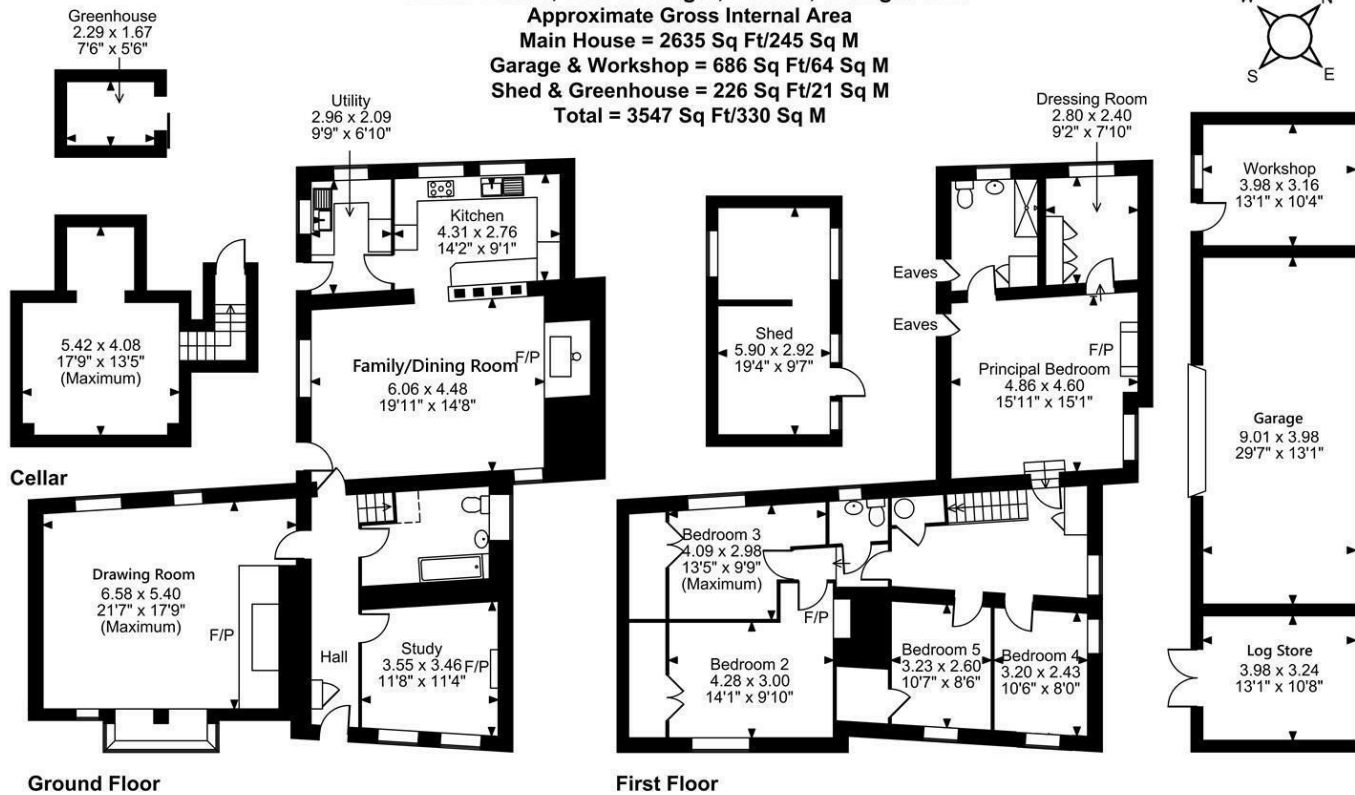 Approximate Gross Internal Area
Main House = 2635 Sq Ft/245 Sq M
Garage & Workshop = 686 Sq Ft/64 Sq M
Shed & Greenhouse = 226 Sq Ft/21 Sq M
Total = 3547 Sq Ft/330 Sq M
N
S
E
Greenhouse
2.29 x 1.67
7'6" x 5'6"
5.42 x 4.08
17'9" x 13'5"
(Maximum)
Cellar
Utility
2.96 x 2.09
9'9" x 6'10"
Kitchen
4.31 x 2.76
14'2" x 9'1"
Family/Dining Room
6.06 x 4.48
19'11" x 14'8"
F/P
Drawing Room
6.58 x 5.40
21'7" x 17'9"
(Maximum)
F/P
Hall
Study
3.55 x 3.46
11'8" x 11'4"
F/P
Ground Floor
Shed
5.90 x 2.92
19'4" x 9'7"
Dressing Room
2.80 x 2.40
9'2" x 7'10"
Eaves
Eaves
Principal Bedroom
4.86 x 4.60
15'11" x 15'1"
F/P
Bedroom 3
4.09 x 2.98
13'5" x 9'9"
(Maximum)
F/P
Bedroom 2
4.28 x 3.00
14'1" x 9'10"
Bedroom 5
3.23 x 2.60
10'7" x 8'6"
Bedroom 4
3.20 x 2.43
10'6" x 8'0"
First Floor
Workshop
3.98 x 3.16
13'1" x 10'4"
Garage
9.01 x 3.98
29'7" x 13'1"
Log Store
3.98 x 3.24
13'1" x 10'8"